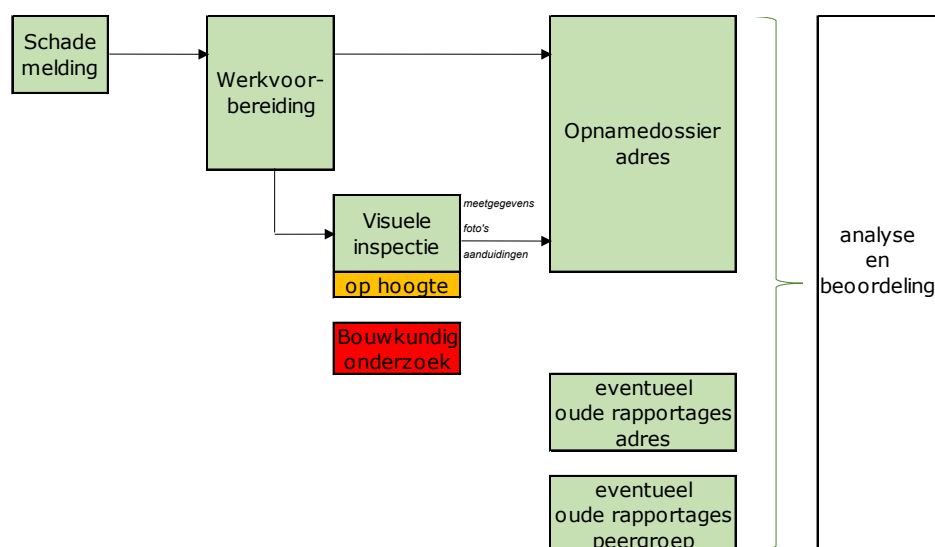 Schade
melding
Werkvoor-
bereiding
Opnamedossier
adres
Visuele
inspectie
op hoogte
meetgegevens
foto's
aanduidingen
Bouwkundig
onderzoek
eventueel
oude rapportages
adres
eventueel
oude rapportages
peergroep
analyse
en
beoordeling